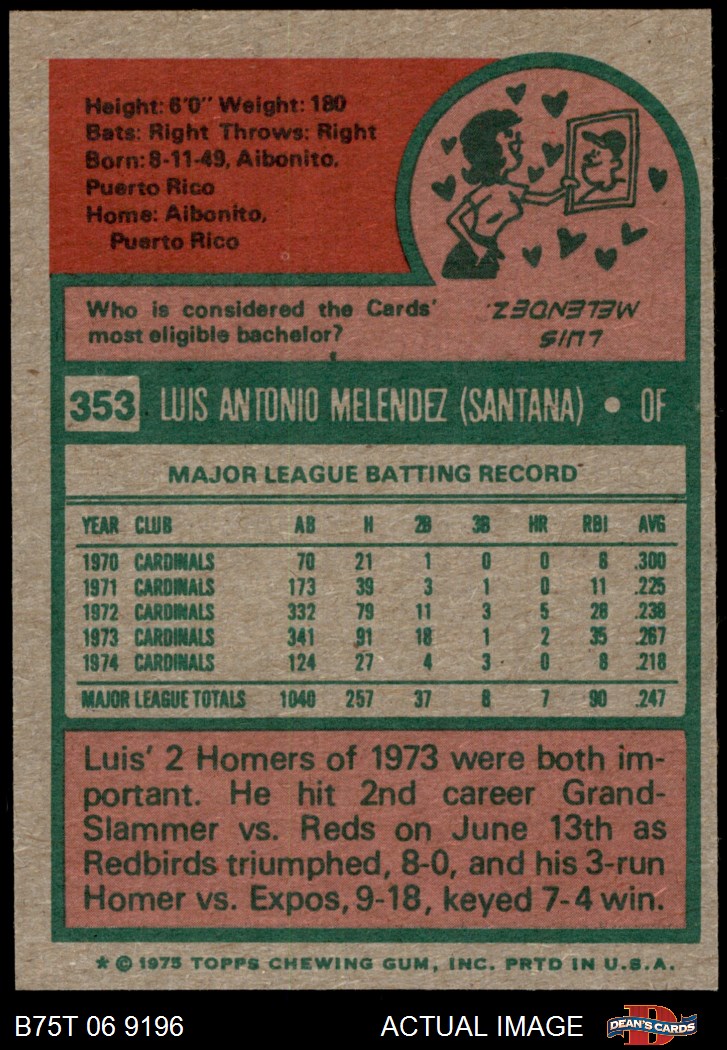 Height: 6'0" Weight: 180
Bats: Right Throws: Right
Born: 8-11-49, Aibonito,
Puerto Rico
Home: Aibonito,
Puerto Rico
Who is considered the Cards'
most eligible bachelor?
LUIS
MELENDEZ.
353 LUIS ANTONIO MELENDEZ (SANTANA) • OF
MAJOR LEAGUE BATTING RECORD
YEAR CLUB AB H 2B 3B HR RBI AVG
1970 CARDINALS 70 21 1 0 0 8 .300
1971 CARDINALS 173 39 3 1 0 11 .225
1972 CARDINALS 332 79 11 3 5 28 .238
1973 CARDINALS 341 91 18 1 2 35 .267
1974 CARDINALS 124 27 4 3 0 8 .218
MAJOR LEAGUE TOTALS 1040 257 37 8 7 90 .247
Luis' 2 Homers of 1973 were both im-
portant. He hit 2nd career Grand-
Slammer vs. Reds on June 13th as
Redbirds triumphed, 8-0, and his 3-run
Homer vs. Expos, 9-18, keyed 7-4 win.
* © 1975 TOPPS CHEWING GUM, INC. PRTD IN U.S.A.
B75T 06 9196 ACTUAL IMAGE DEAN'S CARDS